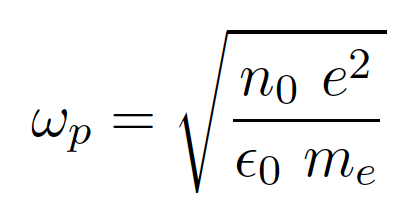 ω_p = √(n_0 e^2 / ϵ_0 m_e)